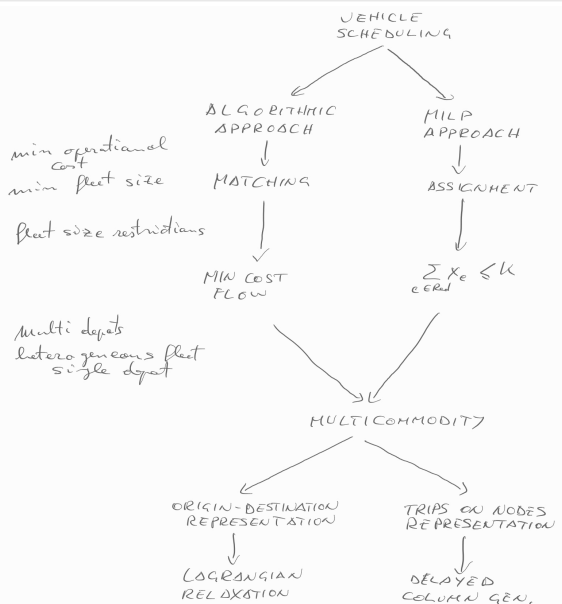 VEHICLE
SCHEDULING
ALGORITHMIC
APPROACH
MILP
APPROACH
min operational
cost
min fleet size
MATCHING
ASSIGNMENT
fleet size restrictions
MIN COST
FLOW
∑ xe ≤ K
e ∈ Red
multi depots
heterogeneous fleet
single depot
MULTICOMMODITY
ORIGIN-DESTINATION
REPRESENTATION
TRIPS ON NODES
REPRESENTATION
LAGRANGIAN
RELAXATION
DELAYED
COLUMN GEN.